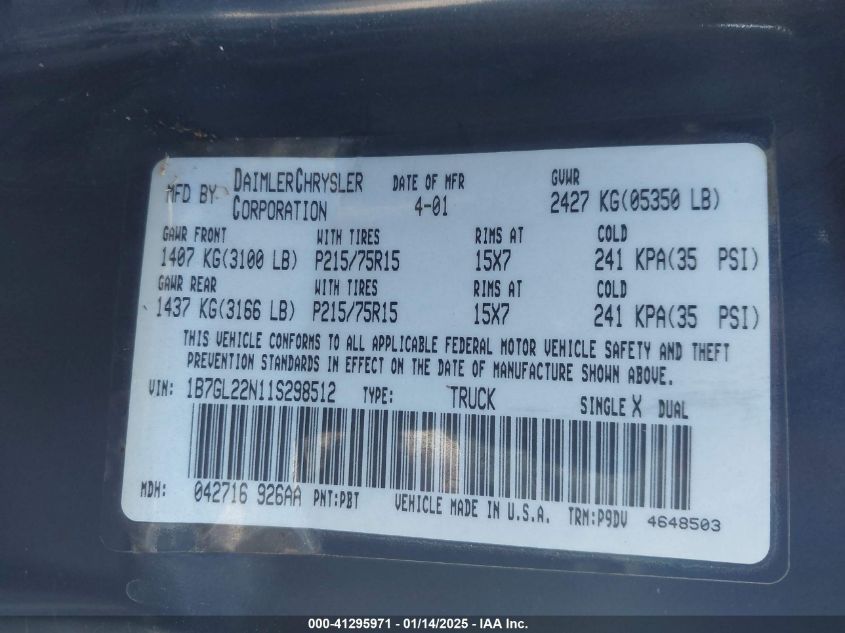 MFD BY DAIMLERCHRYSLER CORPORATION DATE OF MFR 4-01 GVWR 2427 KG(05350 LB)
GAWR FRONT WITH TIRES RIMS AT COLD
1407 KG(3100 LB) P215/75R15 15X7 241 KPA(35 PSI)
GAWR REAR WITH TIRES RIMS AT COLD
1437 KG(3166 LB) P215/75R15 15X7 241 KPA(35 PSI)
THIS VEHICLE CONFORMS TO ALL APPLICABLE FEDERAL MOTOR VEHICLE SAFETY AND THEFT
PREVENTION STANDARDS IN EFFECT ON THE DATE OF MANUFACTURE SHOWN ABOVE.
VIN: 1B7GL22N11S298512 TYPE: TRUCK SINGLE X DUAL
MDH: 042716 926AA PNT:PBT VEHICLE MADE IN U.S.A. TRM:P9DV 4648503
000-41295971 — 01/14/2025 — IAA Inc.